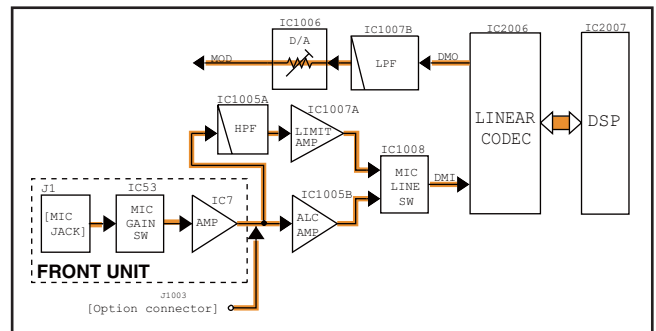 IC1006
D/A
IC1007B
LPF
MOD
DMO
IC2006
LINEAR
CODEC
IC2007
DSP
IC1005A
HPF
IC1007A
LIMIT
AMP
IC1008
MIC
LINE
SW
DMI
J1
[MIC
JACK]
IC53
MIC
GAIN
SW
IC7
AMP
IC1005B
ALC
AMP
FRONT UNIT
J1003
[Option connector]